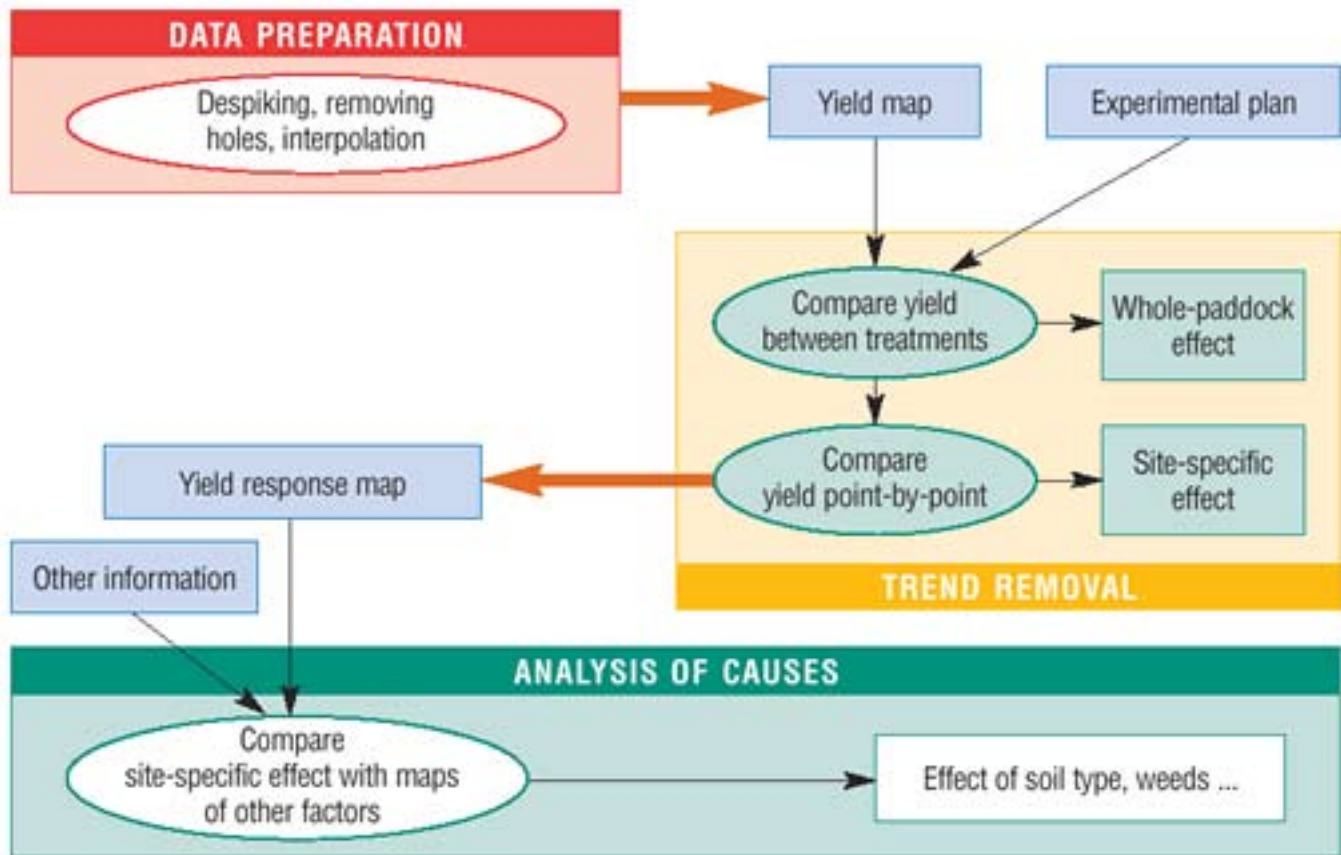 DATA PREPARATION
Despiking, removing
holes, interpolation
Yield map
Experimental plan
Compare yield
between treatments
Whole-paddock
effect
Compare
yield point-by-point
Site-specific
effect
TREND REMOVAL
Yield response map
Other information
ANALYSIS OF CAUSES
Compare
site-specific effect with maps
of other factors
Effect of soil type, weeds ...